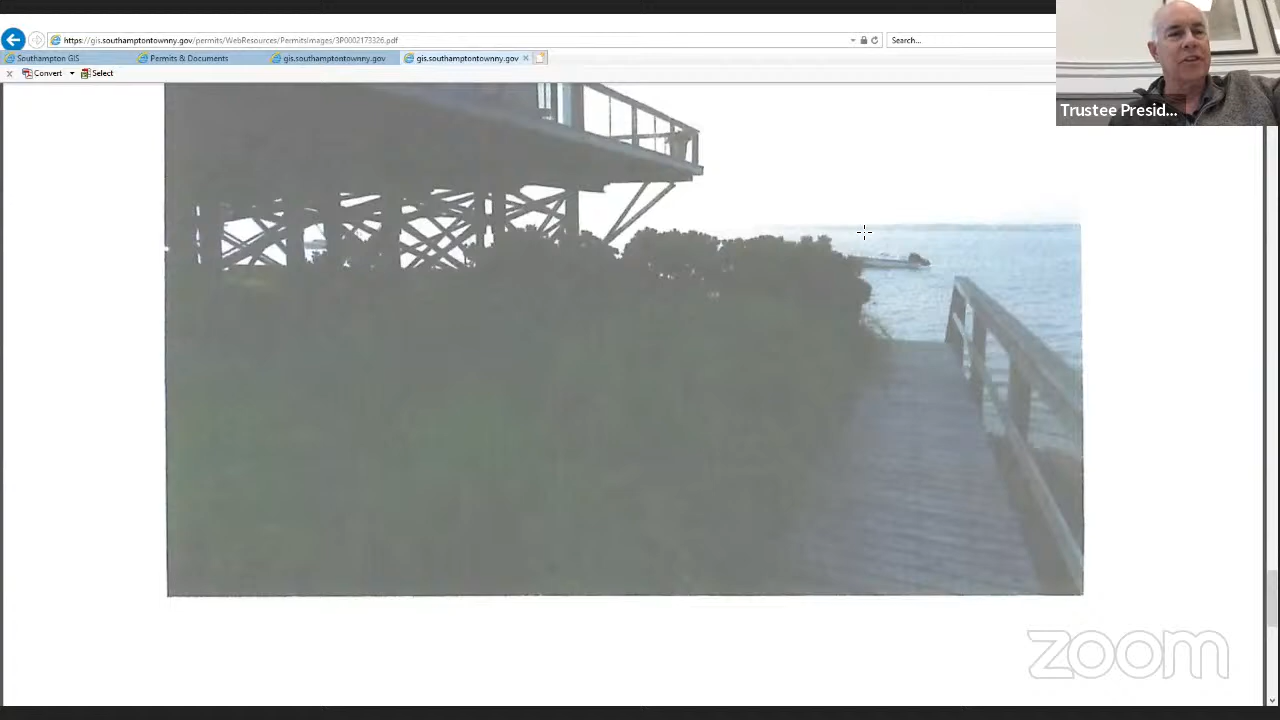 https://gis.southamptontownny.gov/permits/WebResources/PermitsImages/3P0002173326.pdf
Search...
Southampton GIS
Permits & Documents
gis.southamptontownny.gov
gis.southamptontownny.gov
x Convert Select
Trustee Presid...
zoom